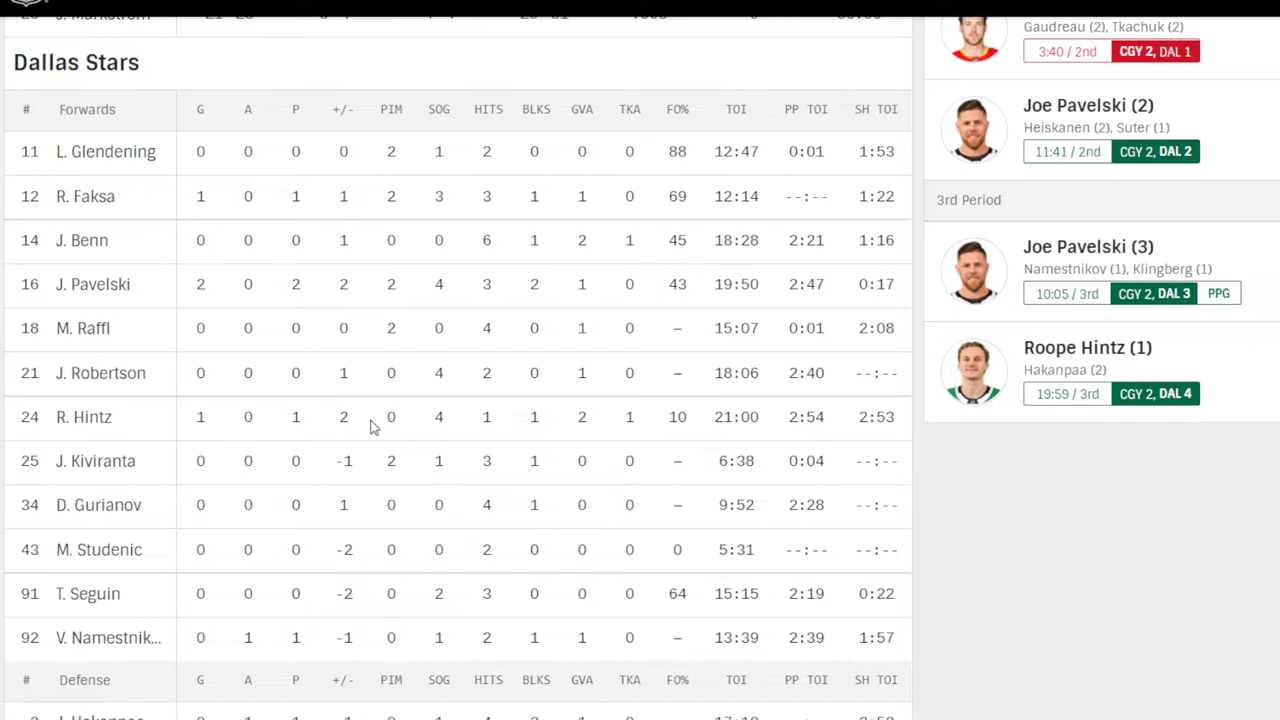 Dallas Stars
# Forwards G A P +/- PIM SOG HITS BLKS GVA TKA FO% TOI PP TOI SH TOI
11 L. Glendening 0 0 0 0 2 1 2 0 0 0 88 12:47 0:01 1:53
12 R. Faksa 1 0 1 1 2 3 3 1 1 0 69 12:14 --:-- 1:22
14 J. Benn 0 0 0 1 0 0 6 1 2 1 45 18:28 2:21 1:16
16 J. Pavelski 2 0 2 2 2 4 3 2 1 0 43 19:50 2:47 0:17
18 M. Raffl 0 0 0 0 2 0 4 0 1 0 – 15:07 0:01 2:08
21 J. Robertson 0 0 0 1 0 4 2 0 1 0 – 18:06 2:40 --:--
24 R. Hintz 1 0 1 2 0 4 1 1 2 1 10 21:00 2:54 2:53
25 J. Kiviranta 0 0 0 -1 2 1 3 1 0 0 – 6:38 0:04 --:--
34 D. Gurianov 0 0 0 1 0 0 4 1 0 0 – 9:52 2:28 --:--
43 M. Studenic 0 0 0 -2 0 0 2 0 0 0 0 5:31 --:-- --:--
91 T. Seguin 0 0 0 -2 0 2 3 0 0 0 64 15:15 2:19 0:22
92 V. Namestnik... 0 1 1 -1 0 1 2 1 1 0 – 13:39 2:39 1:57
# Defense G A P +/- PIM SOG HITS BLKS GVA TKA FO% TOI PP TOI SH TOI
Gaudreau (2), Tkachuk (2)
3:40 / 2nd CGY 2, DAL 1
Joe Pavelski (2)
Heiskanen (2), Suter (1)
11:41 / 2nd CGY 2, DAL 2
3rd Period
Joe Pavelski (3)
Namestnikov (1), Klingberg (1)
10:05 / 3rd CGY 2, DAL 3 PPG
Roope Hintz (1)
Hakanpaa (2)
19:59 / 3rd CGY 2, DAL 4